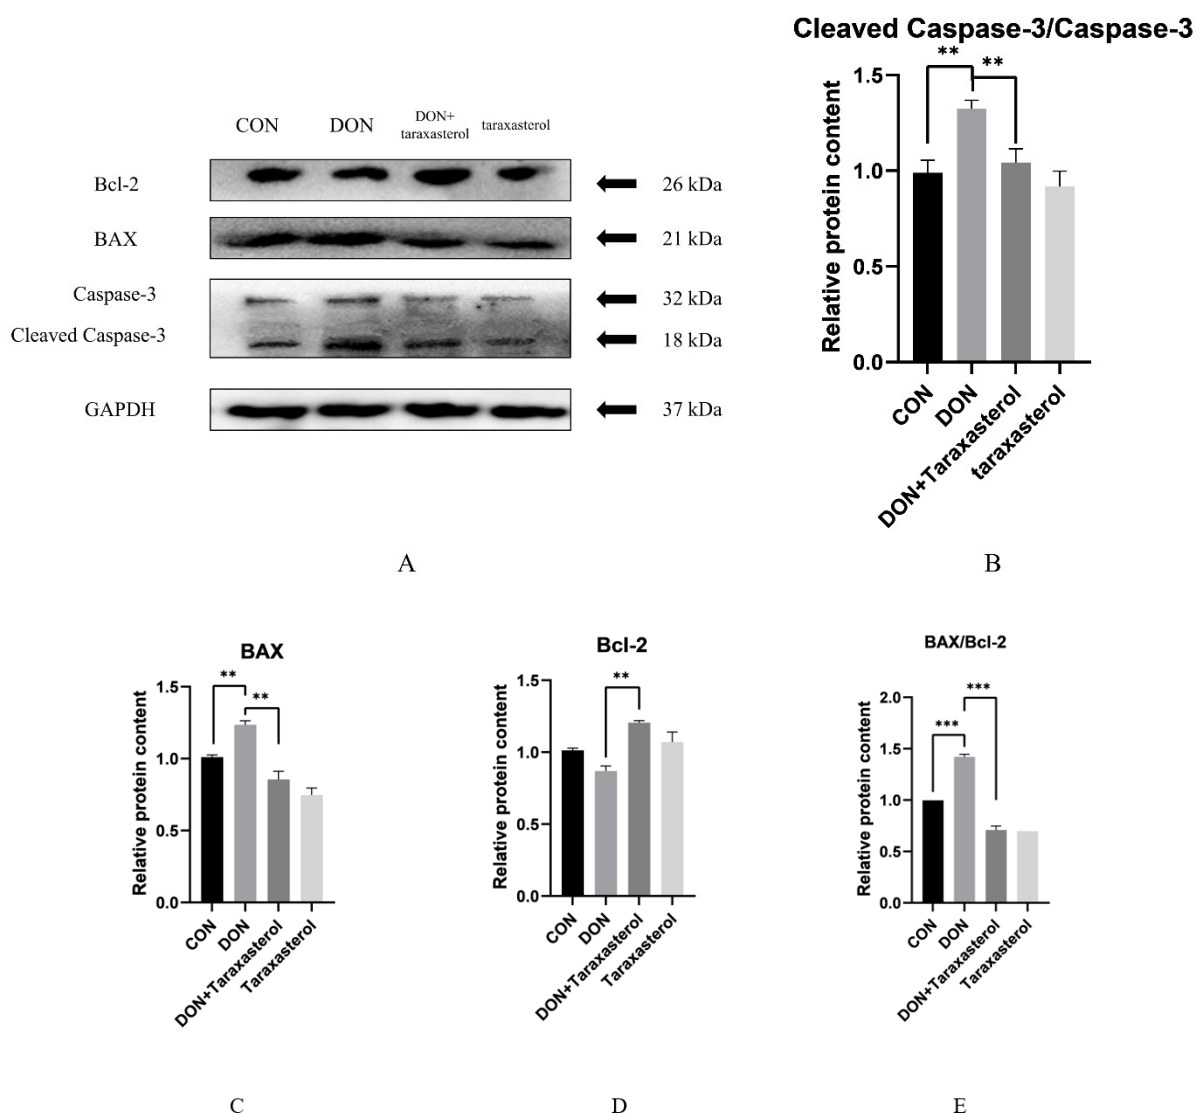 CON
DON
DON+
taraxasterol
taraxasterol
Bcl-2
26 kDa
BAX
21 kDa
Caspase-3
32 kDa
Cleaved Caspase-3
18 kDa
GAPDH
37 kDa
A
Cleaved Caspase-3/Caspase-3
**
**
Relative protein content
1.5
1.0
0.5
0.0
CON
DON
DON+Taraxasterol
taraxasterol
B
BAX
**
**
Relative protein content
1.5
1.0
0.5
0.0
CON
DON
DON+Taraxasterol
Taraxasterol
C
Bcl-2
**
Relative protein content
1.5
1.0
0.5
0.0
CON
DON
DON+Taraxasterol
Taraxasterol
D
BAX/Bcl-2
***
***
Relative protein content
2.0
1.5
1.0
0.5
0.0
CON
DON
DON+Taraxasterol
Taraxasterol
E